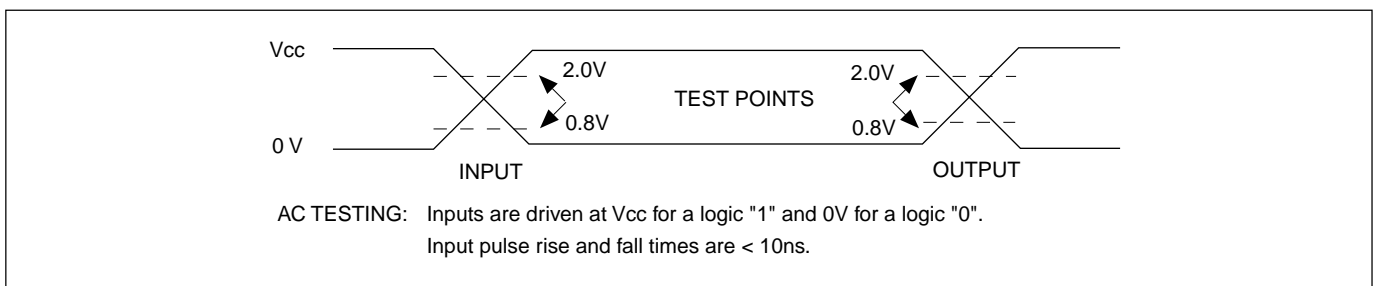 Vcc
2.0V
2.0V
TEST POINTS
0.8V
0.8V
0 V
INPUT
OUTPUT
AC TESTING: Inputs are driven at Vcc for a logic "1" and 0V for a logic "0".
Input pulse rise and fall times are < 10ns.